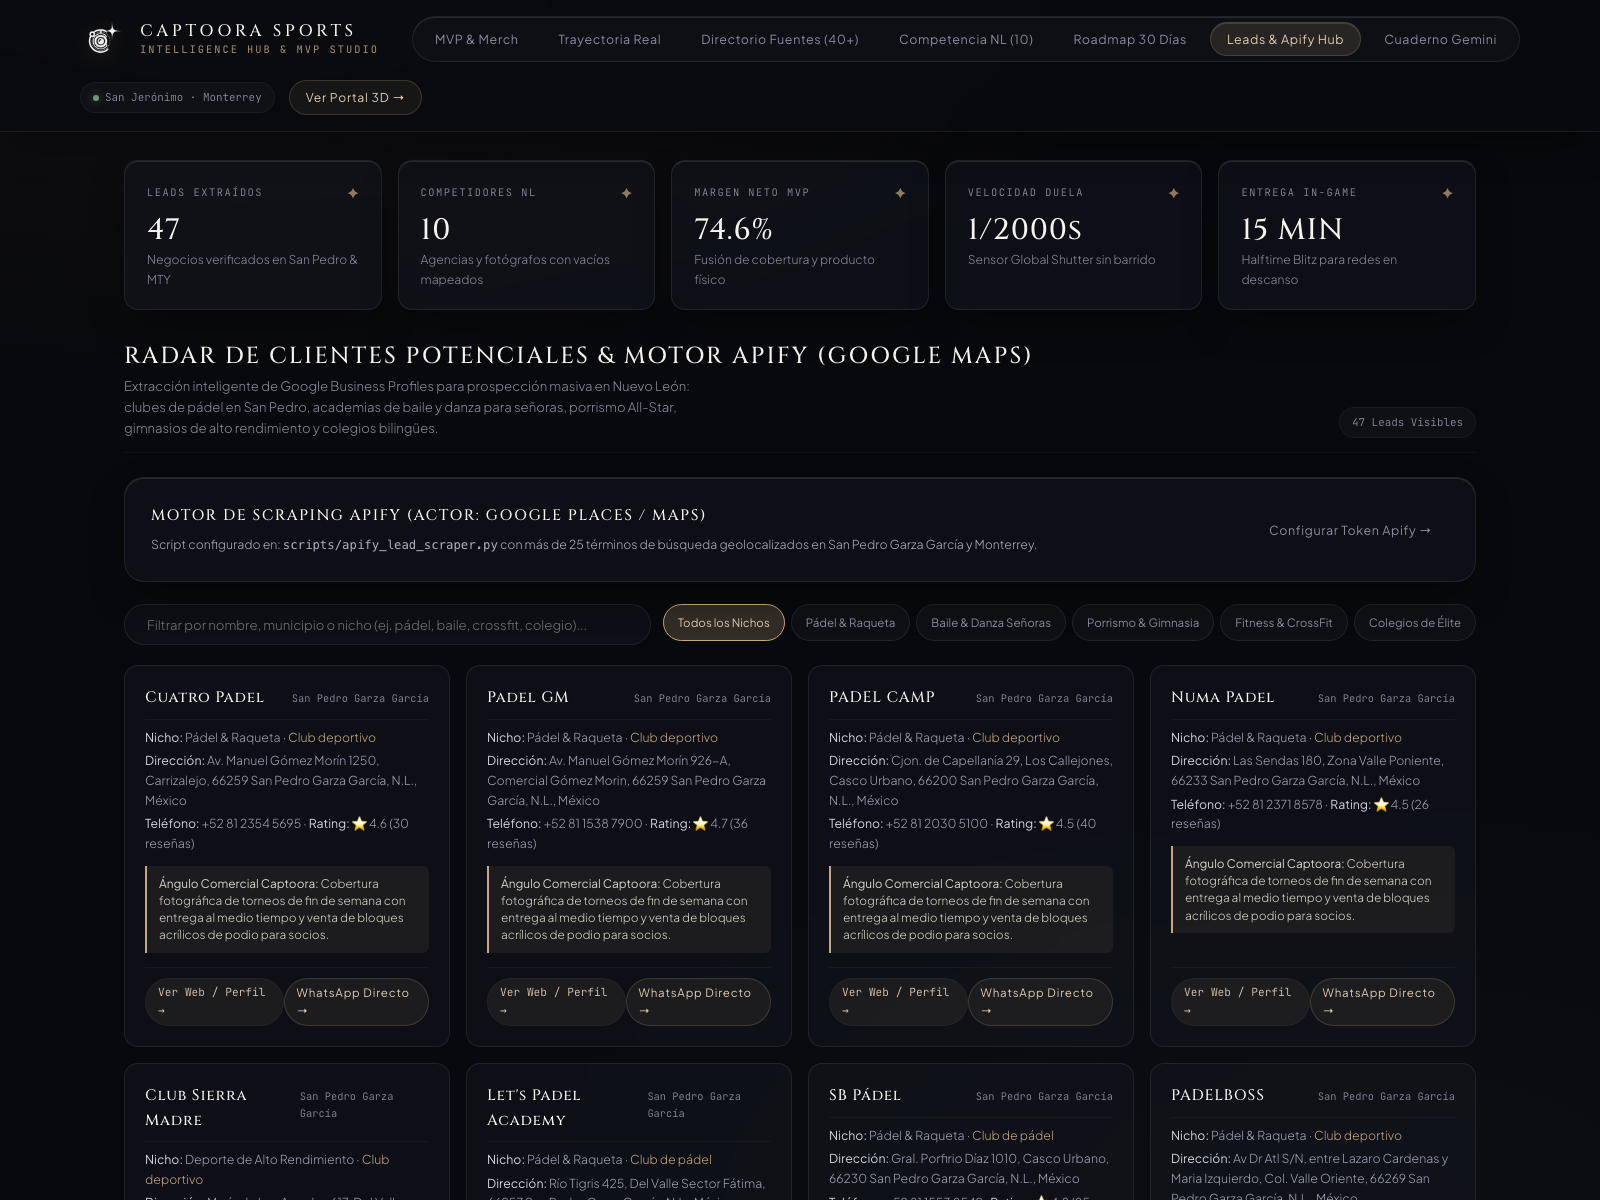 CAPTOORA SPORTS
INTELLIGENCE HUB & MVP STUDIO
MVP & Merch
Trayectoria Real
Directorio Fuentes (40+)
Competencia NL (10)
Roadmap 30 Días
Leads & Apify Hub
Cuaderno Gemini
San Jerónimo · Monterrey
Ver Portal 3D →
LEADS EXTRAÍDOS
47
Negocios verificados en San Pedro &
MTY
COMPETIDORES NL
10
Agencias y fotógrafos con vacíos
mapeados
MARGEN NETO MVP
74.6%
Fusión de cobertura y producto
físico
VELOCIDAD DUELA
1/2000s
Sensor Global Shutter sin barrido
ENTREGA IN-GAME
15 MIN
Halftime Blitz para redes en
descanso
RADAR DE CLIENTES POTENCIALES & MOTOR APIFY (GOOGLE MAPS)
Extracción inteligente de Google Business Profiles para prospección masiva en Nuevo León:
clubes de pádel en San Pedro, academias de baile y danza para señoras, porrismo All-Star,
gimnasios de alto rendimiento y colegios bilingües.
47 Leads Visibles
MOTOR DE SCRAPING APIFY (ACTOR: GOOGLE PLACES / MAPS)
Script configurado en: scripts/apify_lead_scraper.py con más de 25 términos de búsqueda geolocalizados en San Pedro Garza García y Monterrey.
Configurar Token Apify →
Filtrar por nombre, municipio o nicho (ej. pádel, baile, crossfit, colegio)...
Todos los Nichos
Pádel & Raqueta
Baile & Danza Señoras
Porrismo & Gimnasia
Fitness & CrossFit
Colegios de Élite
Cuatro Padel
San Pedro Garza García
Nicho: Pádel & Raqueta · Club deportivo
Dirección: Av. Manuel Gómez Morín 1250,
Carrizalejo, 66259 San Pedro Garza García, N.L.,
México
Teléfono: +52 81 2354 5695 · Rating: ⭐ 4.6 (30
reseñas)
Ángulo Comercial Captoora: Cobertura
fotográfica de torneos de fin de semana con
entrega al medio tiempo y venta de bloques
acrílicos de podio para socios.
Ver Web / Perfil
→
WhatsApp Directo
→
Padel GM
San Pedro Garza García
Nicho: Pádel & Raqueta · Club deportivo
Dirección: Av. Manuel Gómez Morín 926-A,
Comercial Gómez Morin, 66259 San Pedro Garza
García, N.L., México
Teléfono: +52 81 1538 7900 · Rating: ⭐ 4.7 (36
reseñas)
Ángulo Comercial Captoora: Cobertura
fotográfica de torneos de fin de semana con
entrega al medio tiempo y venta de bloques
acrílicos de podio para socios.
Ver Web / Perfil
→
WhatsApp Directo
→
PADEL CAMP
San Pedro Garza García
Nicho: Pádel & Raqueta · Club deportivo
Dirección: Cjon. de Capellanía 29, Los Callejones,
Casco Urbano, 66200 San Pedro Garza García,
N.L., México
Teléfono: +52 81 2030 5100 · Rating: ⭐ 4.5 (40
reseñas)
Ángulo Comercial Captoora: Cobertura
fotográfica de torneos de fin de semana con
entrega al medio tiempo y venta de bloques
acrílicos de podio para socios.
Ver Web / Perfil
→
WhatsApp Directo
→
Numa Padel
San Pedro Garza García
Nicho: Pádel & Raqueta · Club deportivo
Dirección: Las Sendas 180, Zona Valle Poniente,
66233 San Pedro Garza García, N.L., México
Teléfono: +52 81 2371 8578 · Rating: ⭐ 4.5 (26
reseñas)
Ángulo Comercial Captoora: Cobertura
fotográfica de torneos de fin de semana con
entrega al medio tiempo y venta de bloques
acrílicos de podio para socios.
Ver Web / Perfil
→
WhatsApp Directo
→
Club Sierra
Madre
San Pedro Garza
García
Nicho: Deporte de Alto Rendimiento · Club
deportivo
Let's Padel
Academy
San Pedro Garza
García
Nicho: Pádel & Raqueta · Club de pádel
Dirección: Río Tigris 425, Del Valle Sector Fátima,
SB Pádel
San Pedro Garza García
Nicho: Pádel & Raqueta · Club de pádel
Dirección: Gral. Porfirio Díaz 1010, Casco Urbano,
66230 San Pedro Garza García, N.L., México
PADELBOSS
San Pedro Garza García
Nicho: Pádel & Raqueta · Club deportivo
Dirección: Av Dr Atl S/N, entre Lazaro Cardenas y
Maria Izquierdo, Col. Valle Oriente, 66269 San
Pedro Garza García, N.L., México